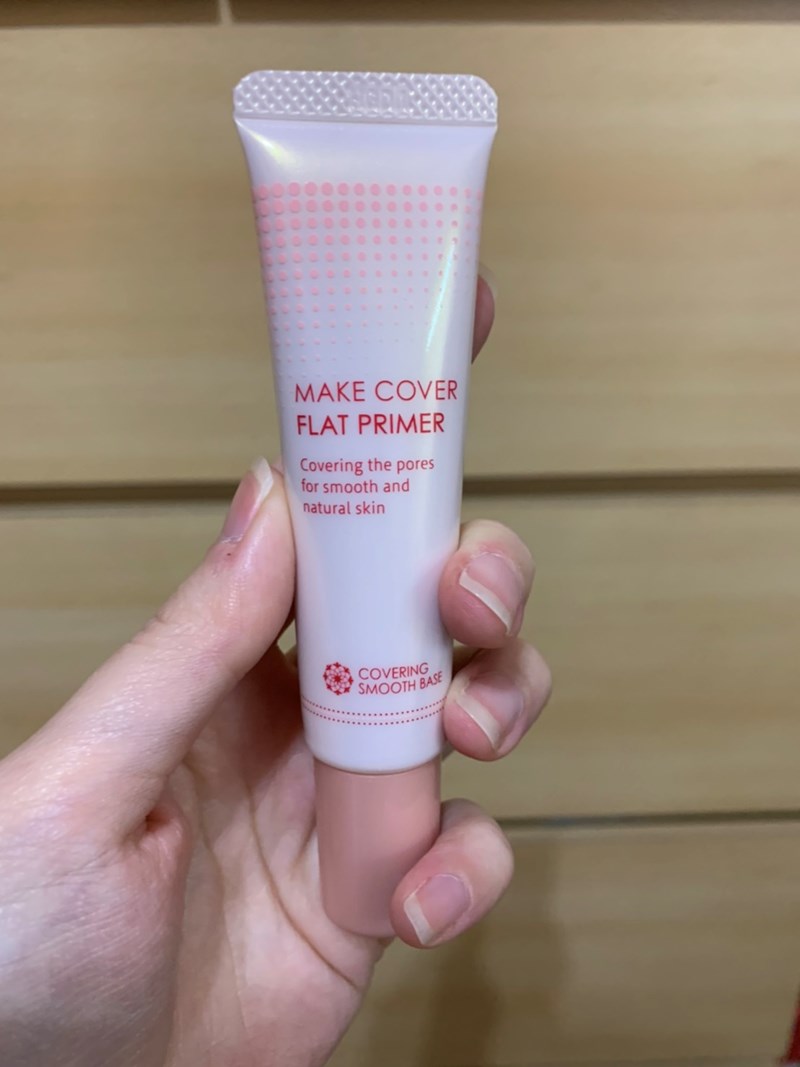 MAKE COVER
FLAT PRIMER
Covering the pores
for smooth and
natural skin
COVERING
SMOOTH BASE